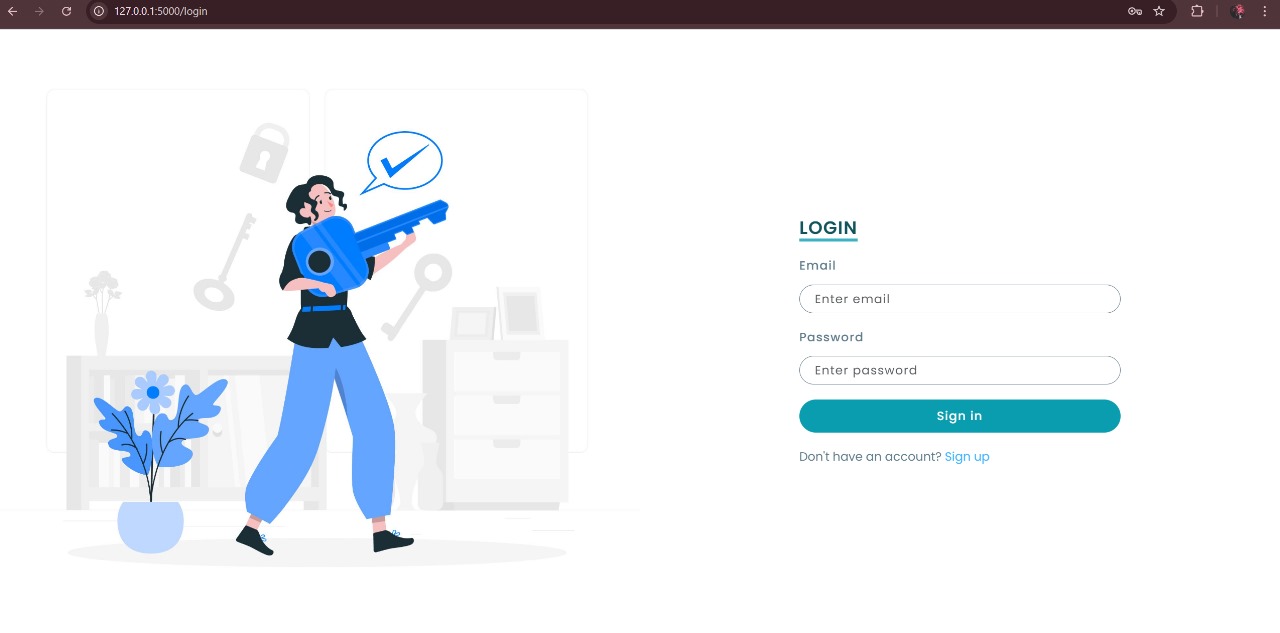 127.0.0.1:5000/login
LOGIN
Email
Enter email
Password
Enter password
Sign in
Don't have an account? Sign up